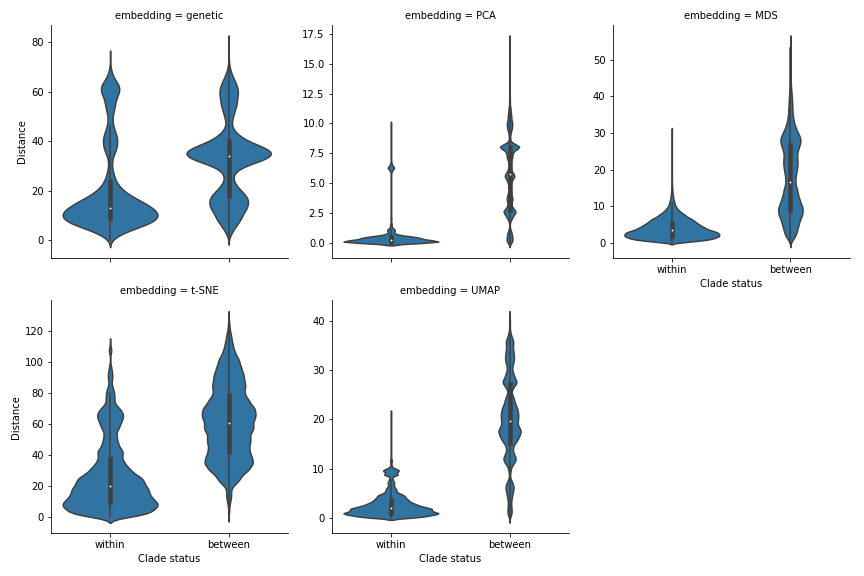 embedding = genetic
embedding = PCA
embedding = MDS
Distance
80
60
40
20
0
17.5
15.0
12.5
10.0
7.5
5.0
2.5
0.0
50
40
30
20
10
0
within
between
Clade status
embedding = t-SNE
embedding = UMAP
Distance
120
100
80
60
40
20
0
within
between
Clade status
40
30
20
10
0
within
between
Clade status